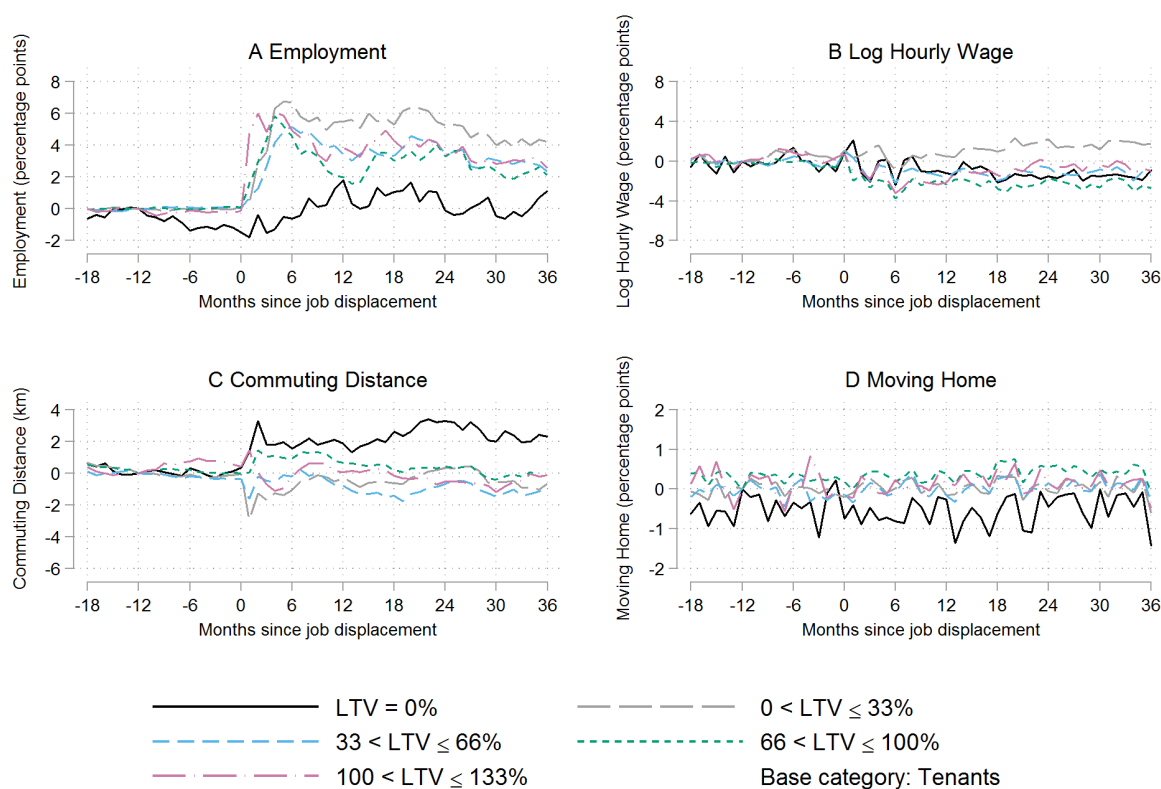 A Employment
Employment (percentage points)
8
6
4
2
0
-2
-18 -12 -6 0 6 12 18 24 30 36
Months since job displacement
B Log Hourly Wage
Log Hourly Wage (percentage points)
8
4
0
-4
-8
-18 -12 -6 0 6 12 18 24 30 36
Months since job displacement
C Commuting Distance
Commuting Distance (km)
4
2
0
-2
-4
-6
-18 -12 -6 0 6 12 18 24 30 36
Months since job displacement
D Moving Home
Moving Home (percentage points)
2
1
0
-1
-2
-18 -12 -6 0 6 12 18 24 30 36
Months since job displacement
LTV = 0%
0 < LTV ≤ 33%
33 < LTV ≤ 66%
66 < LTV ≤ 100%
100 < LTV ≤ 133%
Base category: Tenants